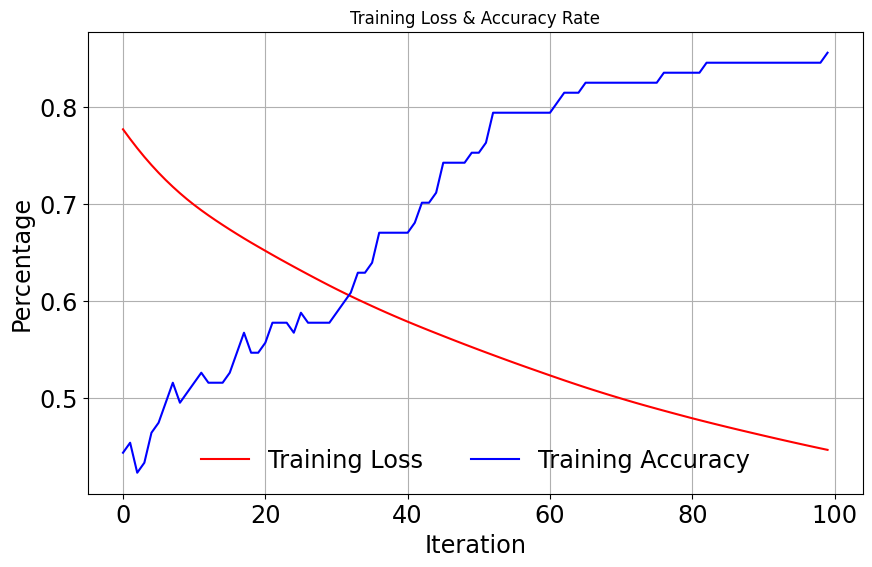 Training Loss & Accuracy Rate
Percentage
0.8
0.7
0.6
0.5
Training Loss Training Accuracy
0 20 40 60 80 100
Iteration